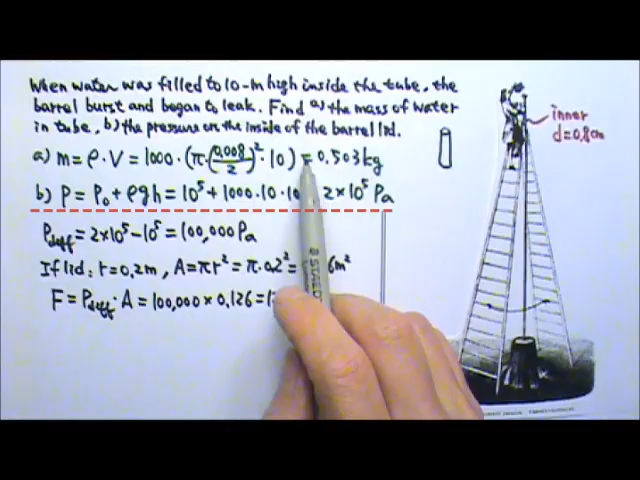 When water was filled to 10-m high inside the tube, the
barrel burst and began to leak. Find a) the mass of water
in tube, b) the pressure on the inside of the barrel lid.
a) m = ρ · V = 1000 · (π · (0.008/2)² · 10) = 0.503 kg
b) P = P₀ + ρgh = 10⁵ + 1000 · 10 · 10 2 × 10⁵ Pa
P_diff = 2×10⁵ − 10⁵ = 100,000 Pa
If lid: r = 0.2m, A = πr² = π · 0.2² = 6 m²
F = P_diff · A = 100,000 × 0.126 = 1
inner
d = 0.8cm